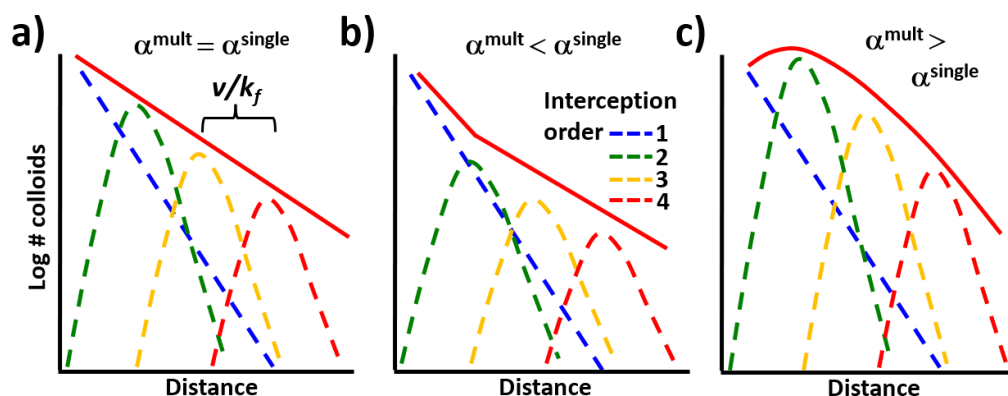 a)
α^mult = α^single
v/k_f
Log # colloids
Distance
b)
α^mult < α^single
Interception
order
1
2
3
4
Distance
c)
α^mult >
α^single
Distance